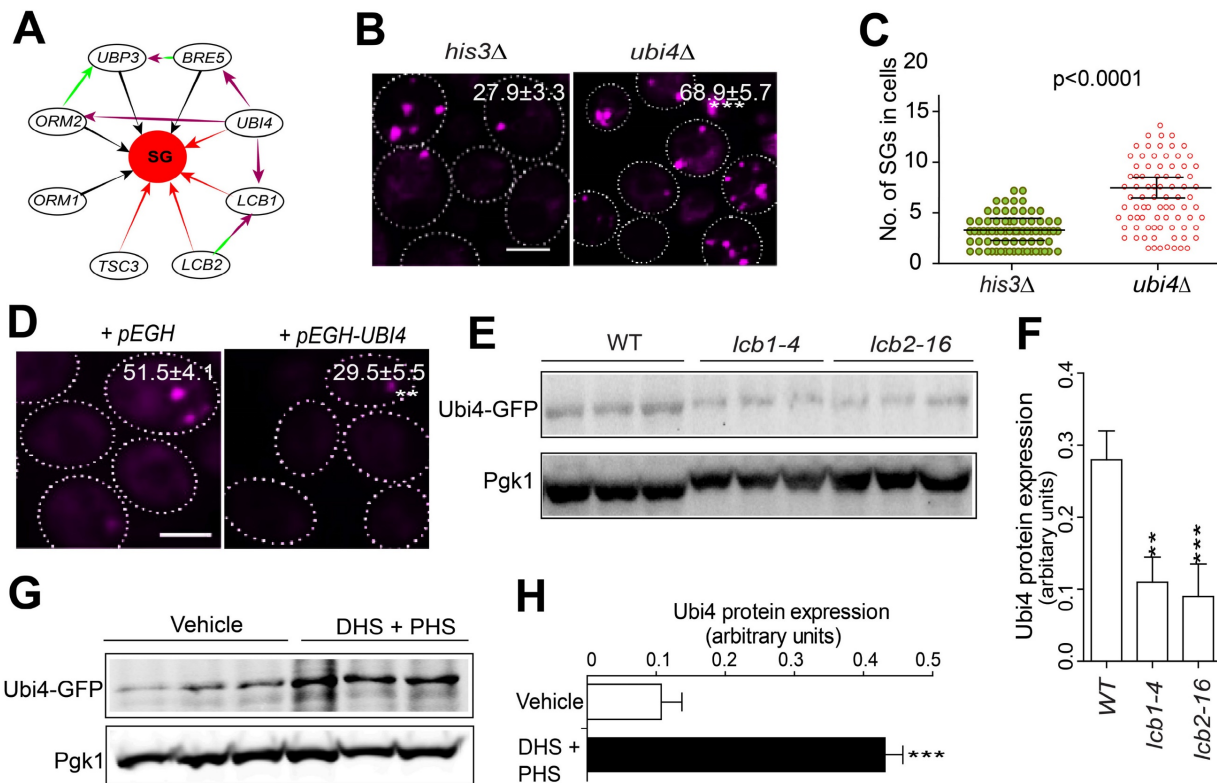 A
UBP3
BRE5
ORM2
UBI4
SG
ORM1
LCB1
TSC3
LCB2
B
his3Δ
ubi4Δ
27.9±3.3
68.9±5.7
***
C
No. of SGs in cells
20
15
10
5
0
p<0.0001
his3Δ
ubi4Δ
D
+ pEGH
+ pEGH-UBI4
51.5±4.1
29.5±5.5
**
E
WT
lcb1-4
lcb2-16
Ubi4-GFP
Pgk1
F
Ubi4 protein expression
(arbitary units)
0.4
0.3
0.2
0.1
0.0
**
***
WT
lcb1-4
lcb2-16
G
Vehicle
DHS + PHS
Ubi4-GFP
Pgk1
H
Ubi4 protein expression
(arbitrary units)
0 0.1 0.2 0.3 0.4 0.5
Vehicle
DHS +
PHS
***